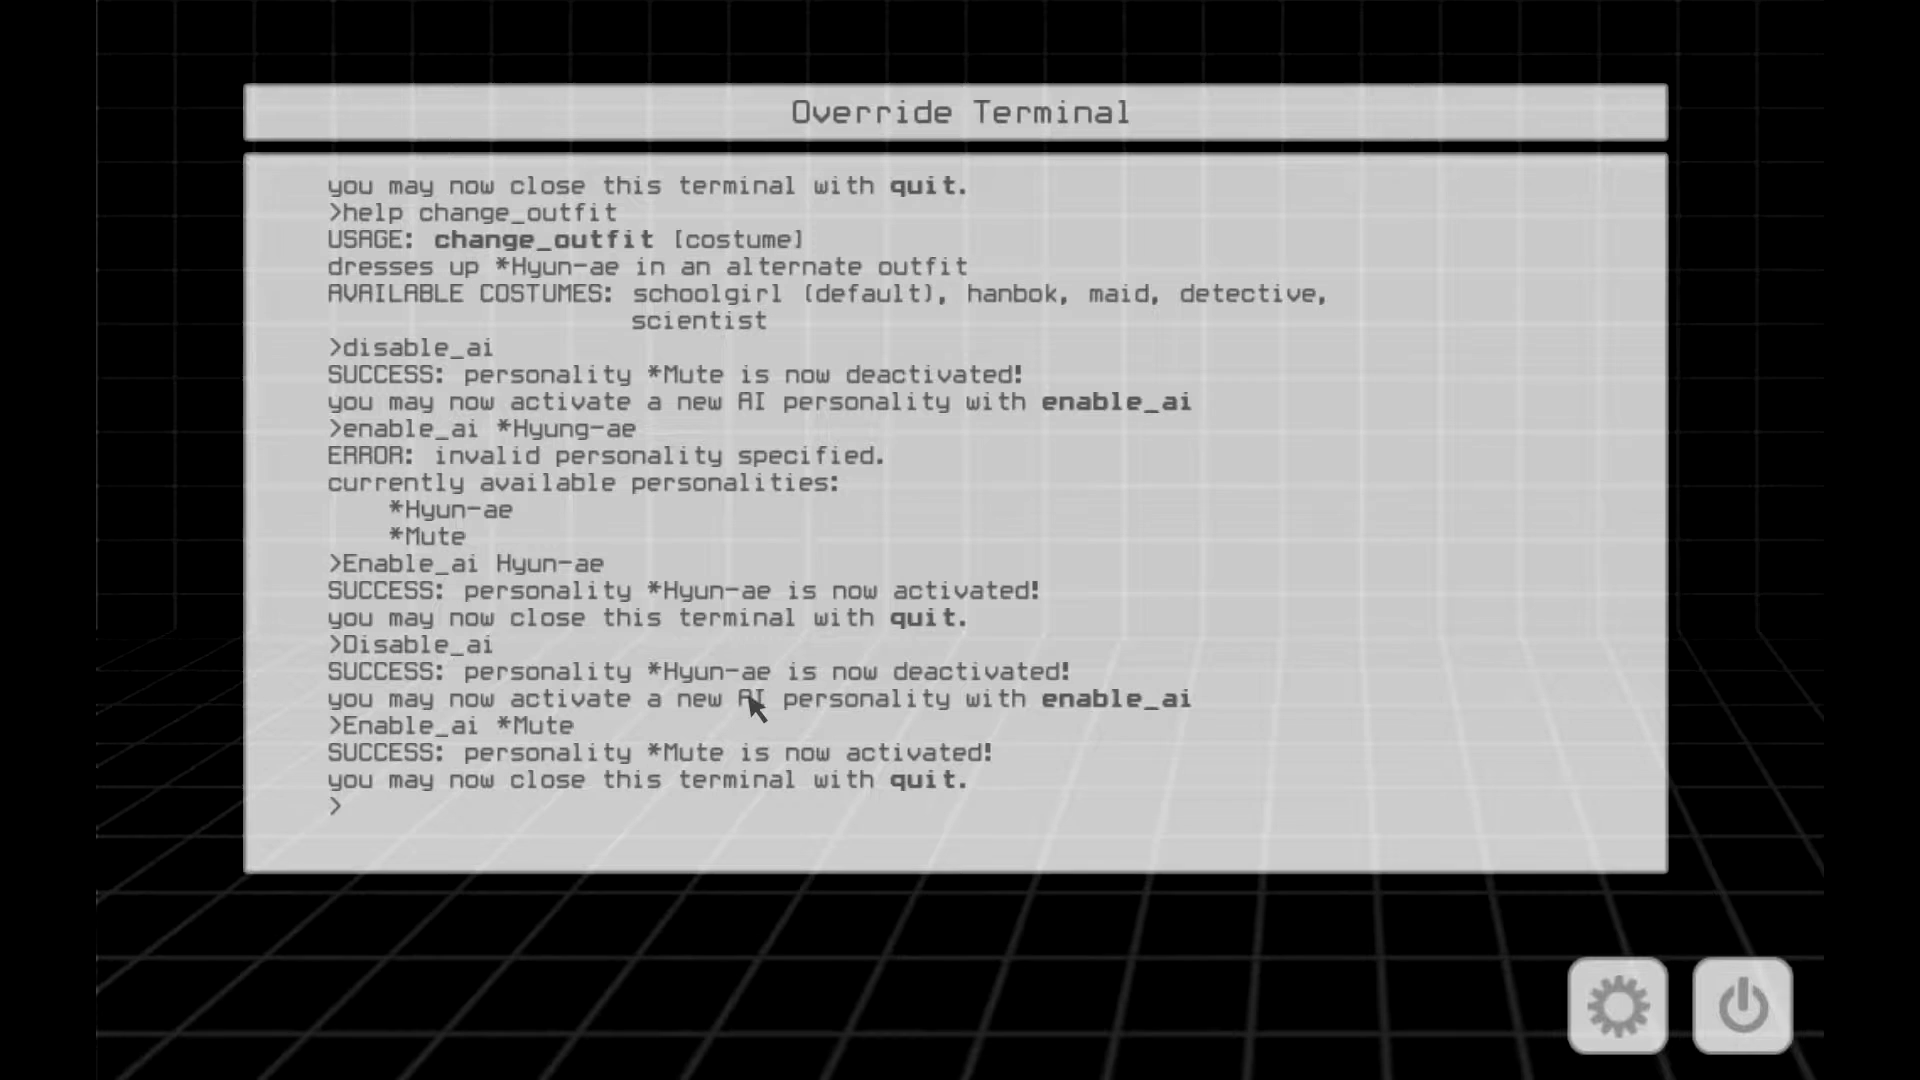 Override Terminal
you may now close this terminal with quit.
>help change_outfit
USAGE: change_outfit [costume]
dresses up *Hyun-ae in an alternate outfit
AVAILABLE COSTUMES: schoolgirl (default), hanbok, maid, detective,
scientist
>disable_ai
SUCCESS: personality *Mute is now deactivated!
you may now activate a new AI personality with enable_ai
>enable_ai *Hyung-ae
ERROR: invalid personality specified.
currently available personalities:
*Hyun-ae
*Mute
>Enable_ai Hyun-ae
SUCCESS: personality *Hyun-ae is now activated!
you may now close this terminal with quit.
>Disable_ai
SUCCESS: personality *Hyun-ae is now deactivated!
you may now activate a new AI personality with enable_ai
>Enable_ai *Mute
SUCCESS: personality *Mute is now activated!
you may now close this terminal with quit.
>